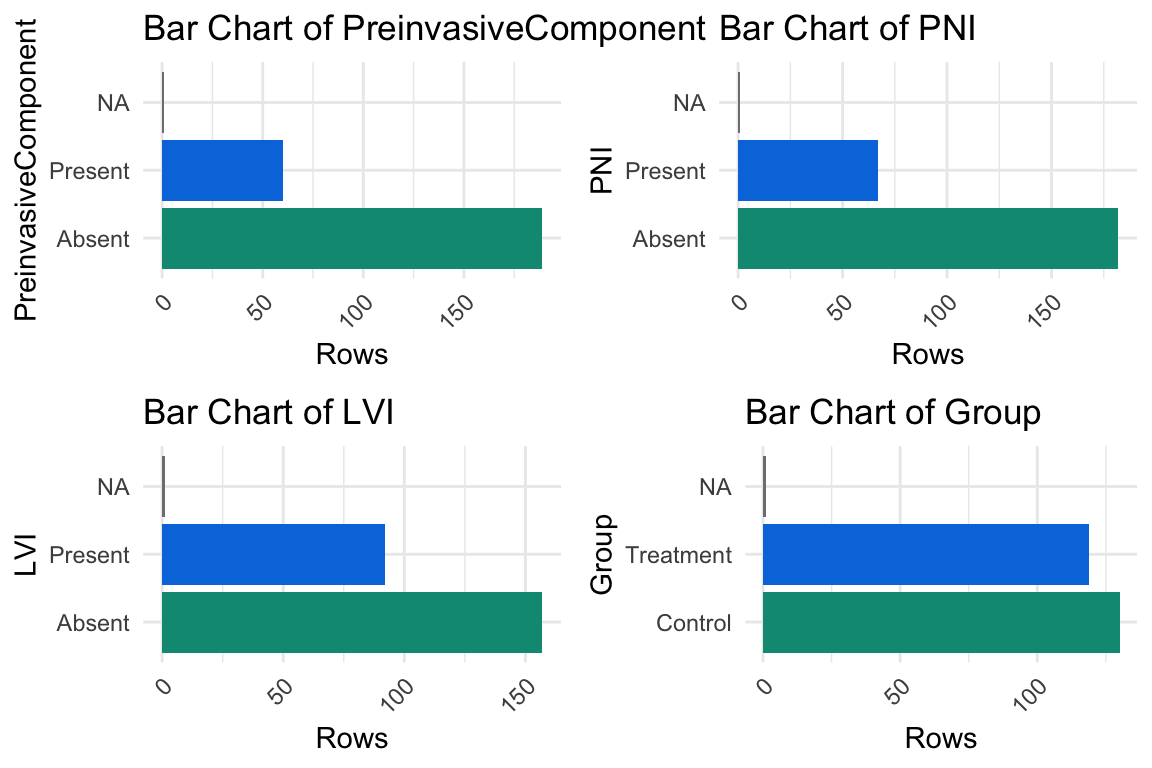 Bar Chart of PreinvasiveComponent
PreinvasiveComponent
NA
Present
Absent
0
50
100
150
Rows
Bar Chart of PNI
PNI
NA
Present
Absent
0
50
100
150
Rows
Bar Chart of LVI
LVI
NA
Present
Absent
0
50
100
150
Rows
Bar Chart of Group
Group
NA
Treatment
Control
0
50
100
Rows